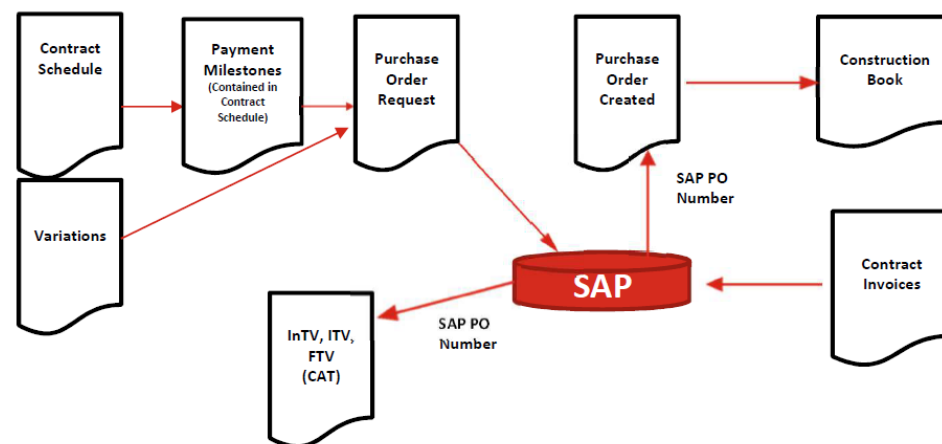 Contract
Schedule
Payment
Milestones
(Contained in
Contract
Schedule)
Purchase
Order
Request
Purchase
Order
Created
Construction
Book
Variations
SAP PO
Number
SAP
Contract
Invoices
SAP PO
Number
InTV, ITV,
FTV
(CAT)